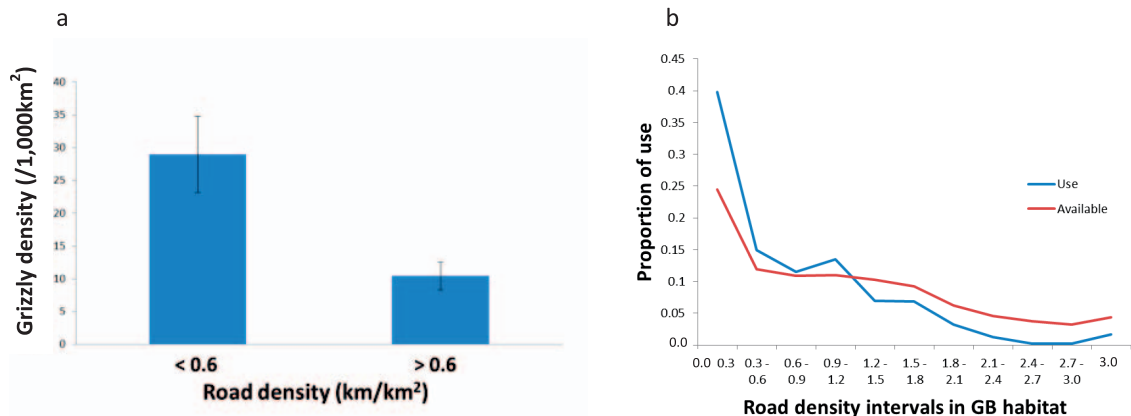 a
Grizzly density (/1,000km²)
40
35
30
25
20
15
10
5
0
< 0.6
> 0.6
Road density (km/km²)
b
Proportion of use
0.45
0.4
0.35
0.3
0.25
0.2
0.15
0.1
0.05
0.0
Use
Available
0.0 0.3 0.3 - 0.6 - 0.9 - 1.2 - 1.5 - 1.8 - 2.1 - 2.4 - 2.7 - 3.0
0.6 0.9 1.2 1.5 1.8 2.1 2.4 2.7 3.0
Road density intervals in GB habitat